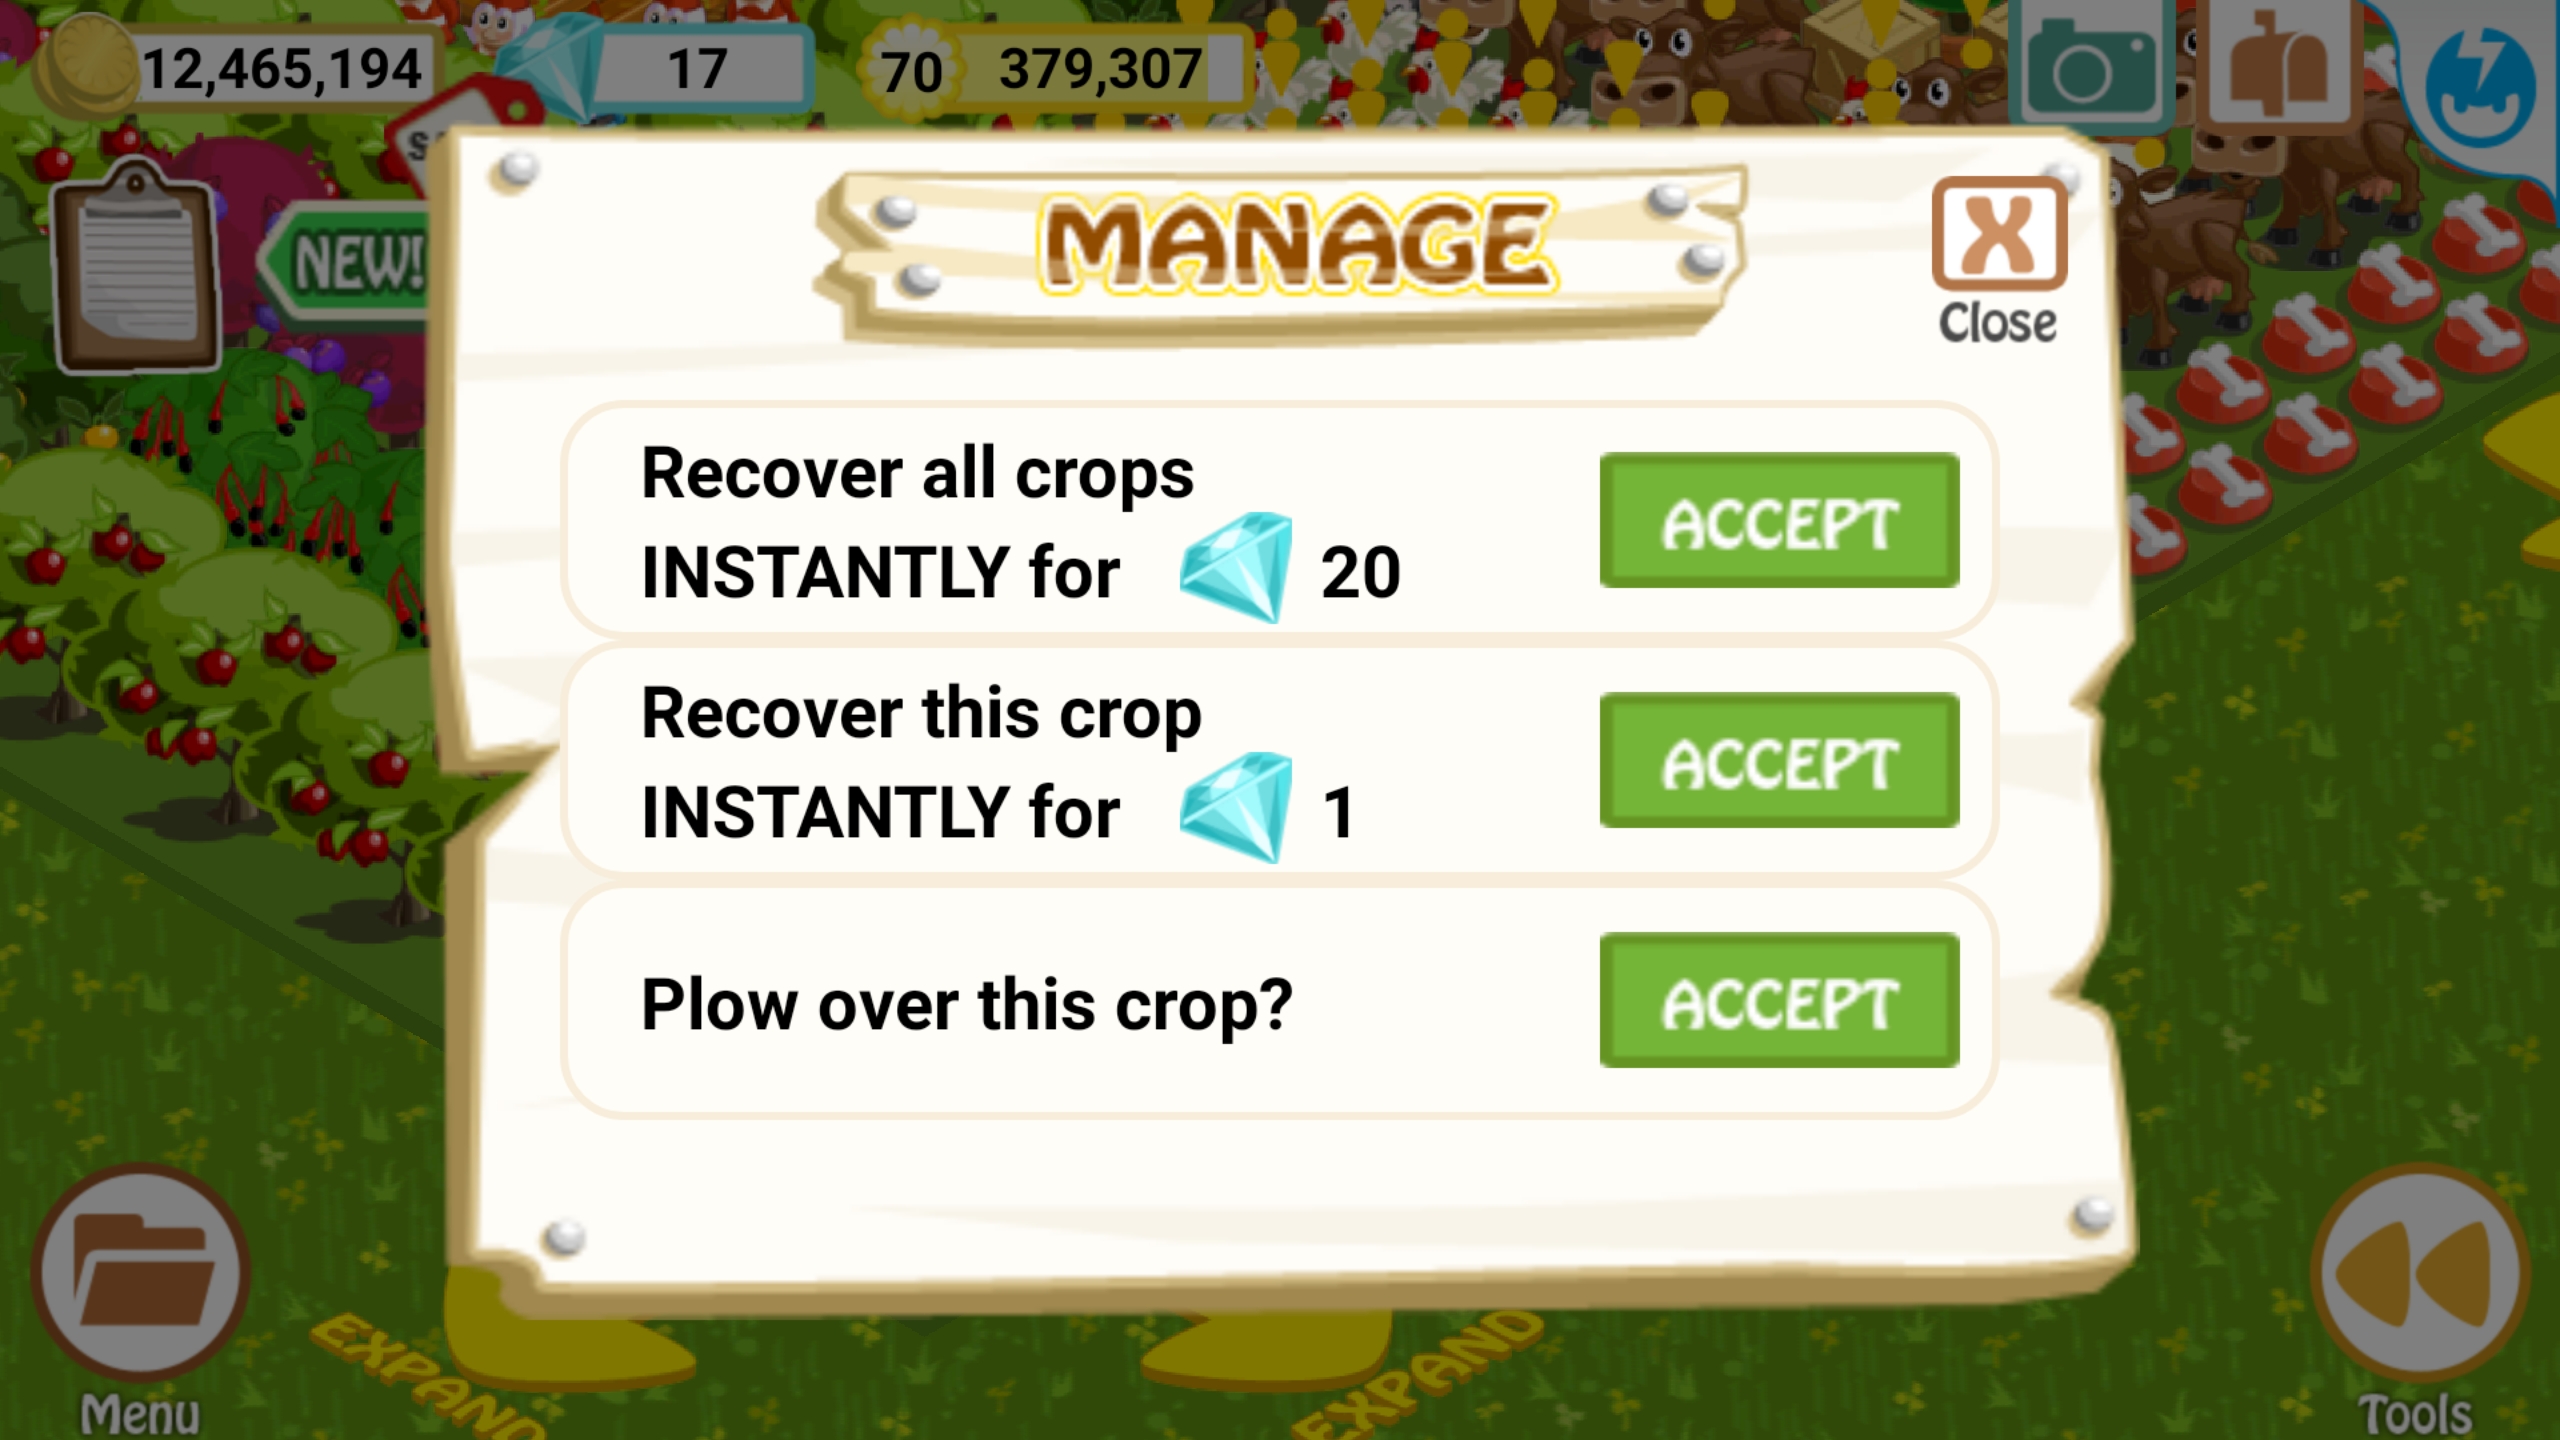 12,465,194
17
70
379,307
NEW!
MANAGE
X
Close
Recover all crops
INSTANTLY for 20
ACCEPT
Recover this crop
INSTANTLY for 1
ACCEPT
Plow over this crop?
ACCEPT
EXPAND
EXPAND
Menu
Tools